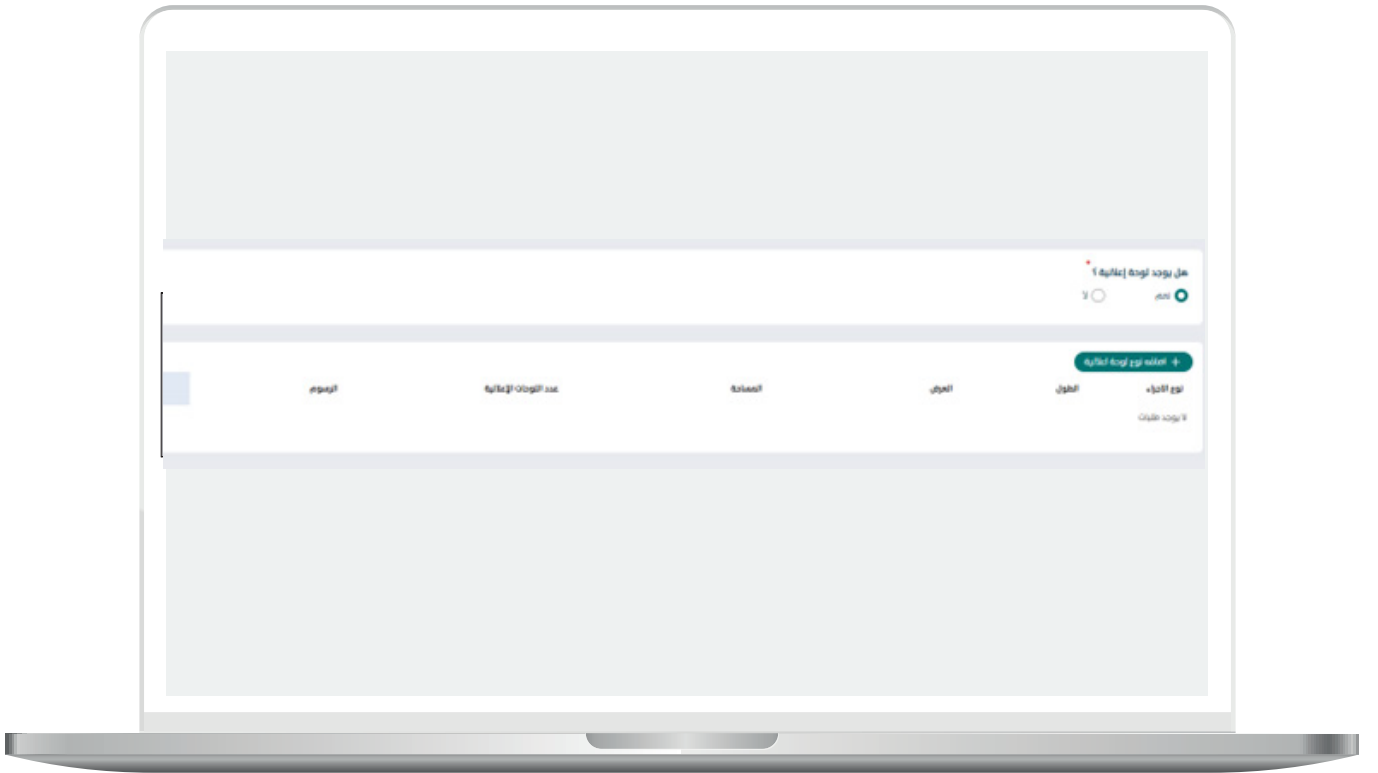 هل يوجد لوحة إعلانية ؟ *
نعم لا
+ اضافه نوع لوحة اعلانية
نوع الاجراء الطول العرض المساحة عدد اللوحات الإعلانية الرسوم
لا يوجد طلبات